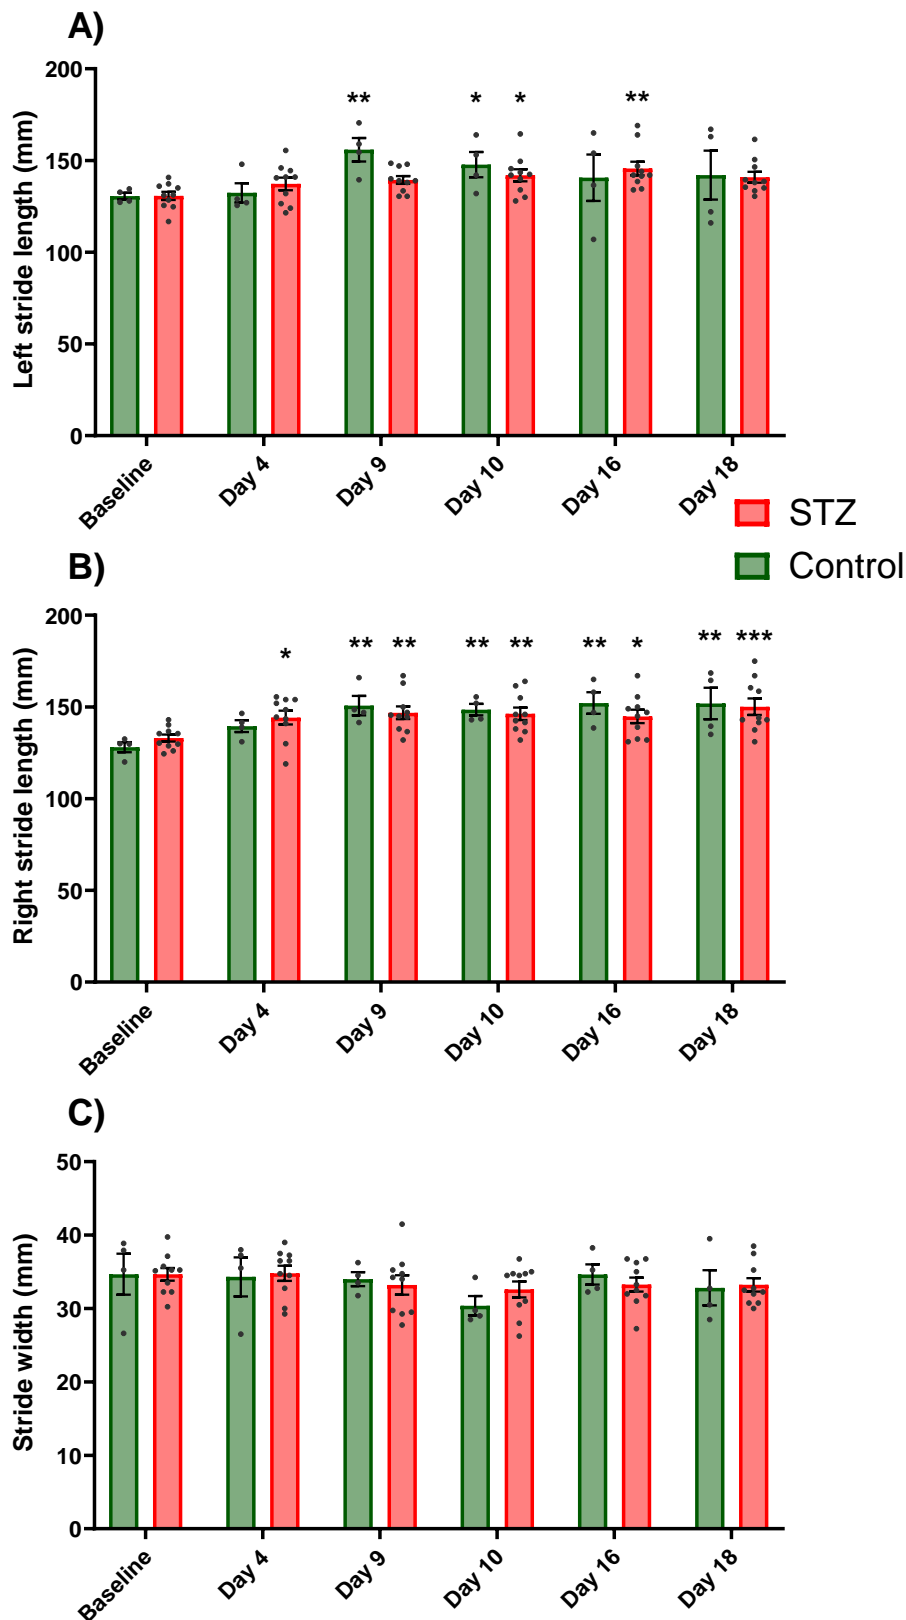 A)
Left stride length (mm)
200
150
100
50
0
** * * **
Baseline Day 4 Day 9 Day 10 Day 16 Day 18
STZ
Control
B)
Right stride length (mm)
200
150
100
50
0
* ** ** ** ** ** * ** ***
Baseline Day 4 Day 9 Day 10 Day 16 Day 18
C)
Stride width (mm)
50
40
30
20
10
0
Baseline Day 4 Day 9 Day 10 Day 16 Day 18